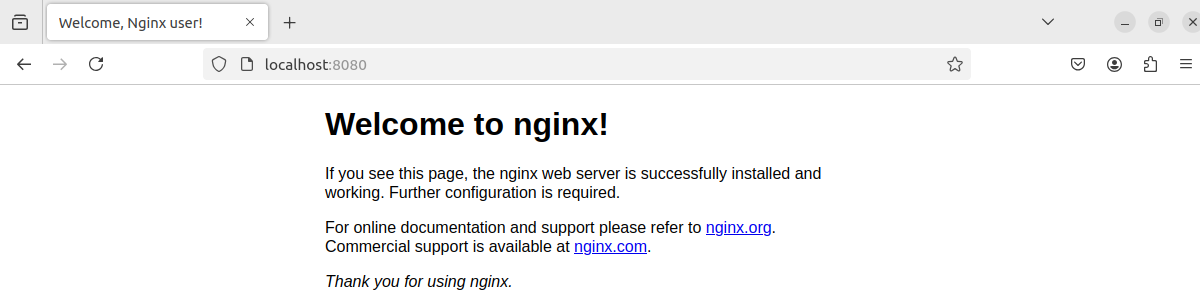 Welcome, Nginx user!
localhost:8080
Welcome to nginx!
If you see this page, the nginx web server is successfully installed and
working. Further configuration is required.
For online documentation and support please refer to nginx.org.
Commercial support is available at nginx.com.
Thank you for using nginx.